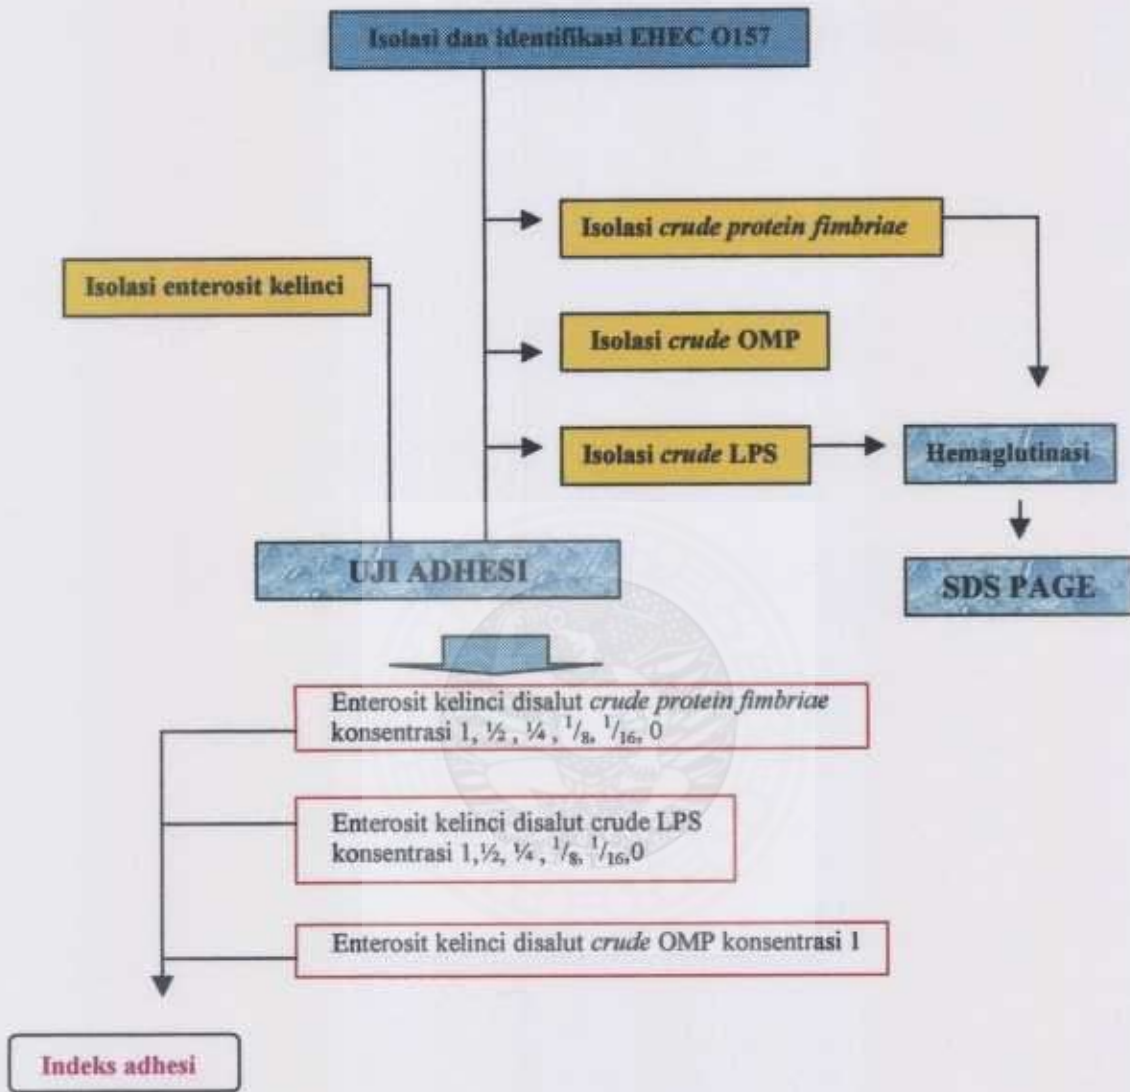 Isolasi dan identifikasi EHEC O157
Isolasi crude protein fimbriae
Isolasi enterosit kelinci
Isolasi crude OMP
Isolasi crude LPS
Hemaglutinasi
UJI ADHESI
SDS PAGE
Enterosit kelinci disalut crude protein fimbriae
konsentrasi 1, ½ , ¼ , 1/8, 1/16, 0
Enterosit kelinci disalut crude LPS
konsentrasi 1,½, ¼ , 1/8, 1/16,0
Enterosit kelinci disalut crude OMP konsentrasi 1
Indeks adhesi